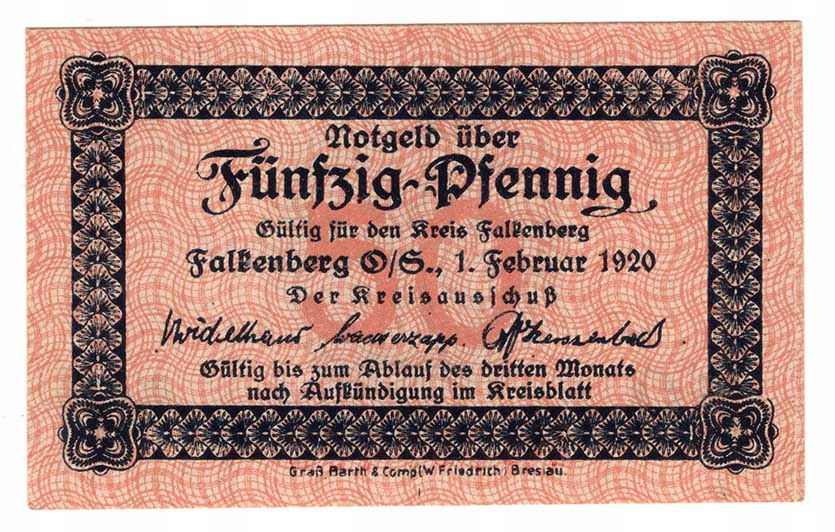 Notgeld über
Fünfzig-Pfennig
50
Gültig für den Kreis Falkenberg
Falkenberg O/S., 1. Februar 1920
Der Kreisausschuß
Gültig bis zum Ablauf des dritten Monats
nach Aufkündigung im Kreisblatt
Graß Barth & Comp (W Friedrich) Breslau.